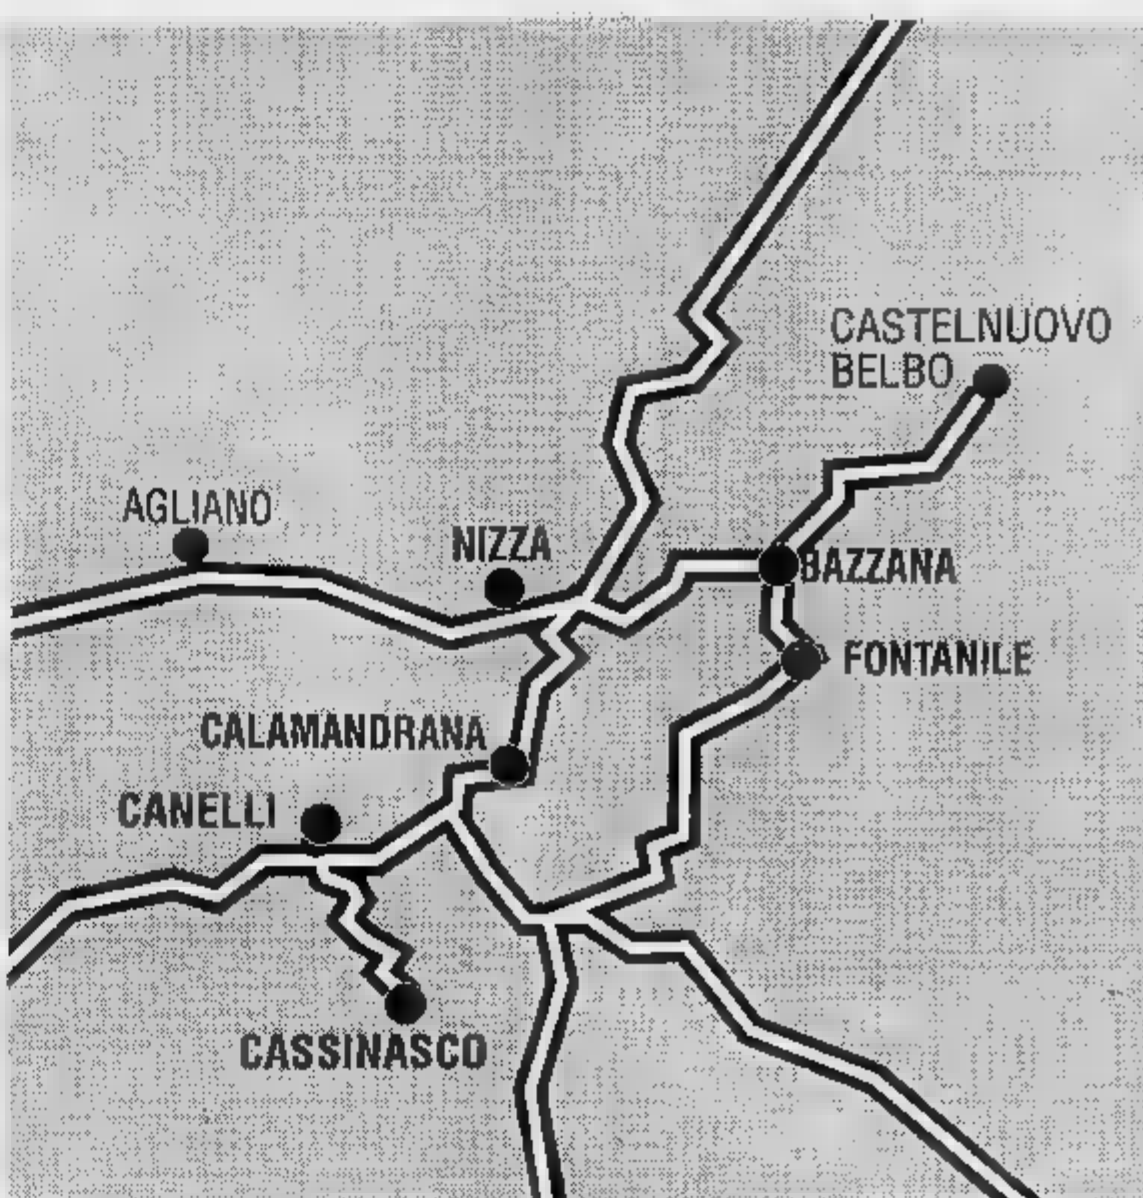 CASTELNUOVO
BELBO
AGLIANO
NIZZA
BAZZANA
FONTANILE
CALAMANDRANA
CANELLI
CASSINASCO